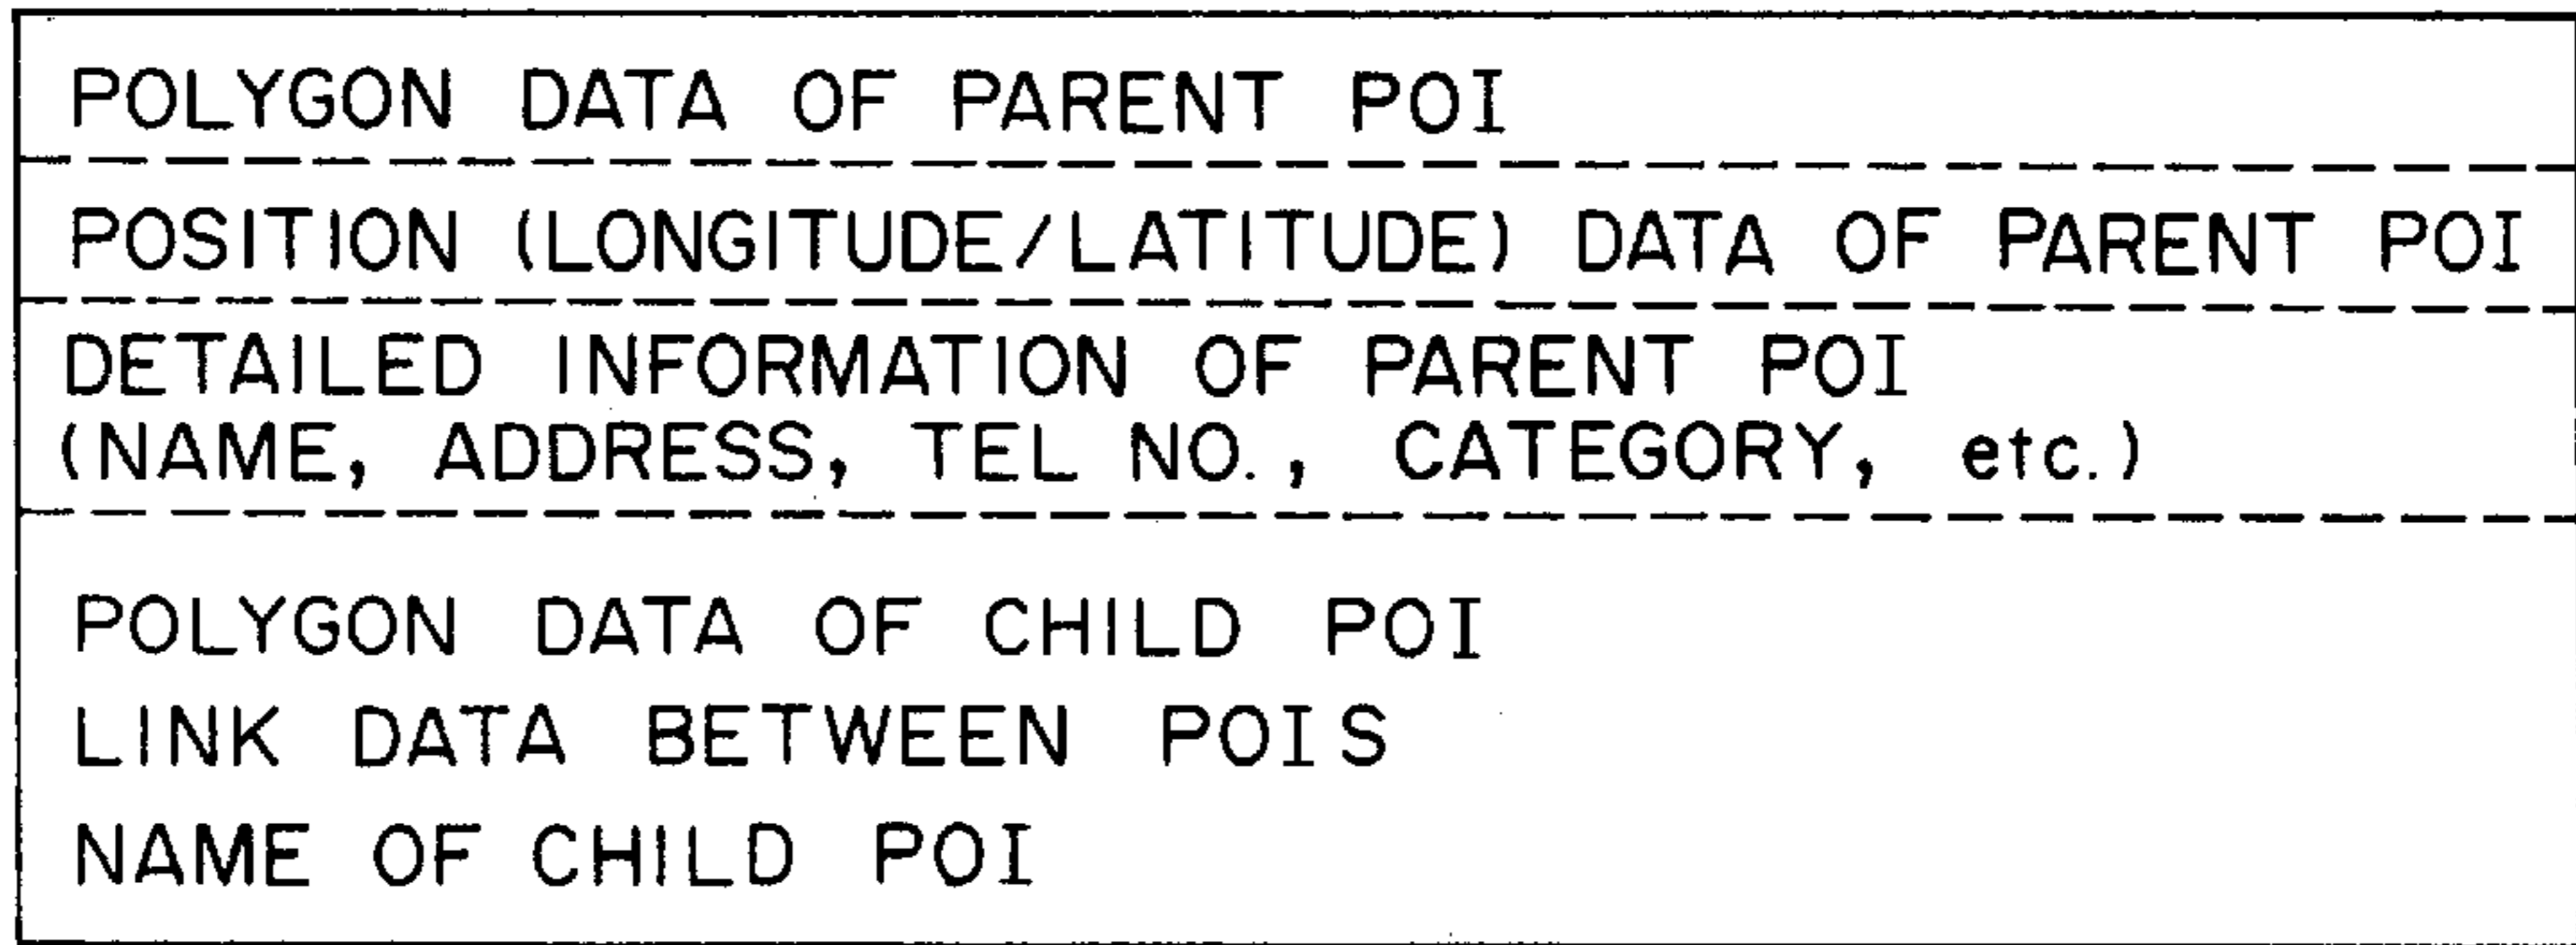 POLYGON DATA OF PARENT POI
POSITION (LONGITUDE/LATITUDE) DATA OF PARENT POI
DETAILED INFORMATION OF PARENT POI
(NAME, ADDRESS, TEL NO., CATEGORY, etc.)
POLYGON DATA OF CHILD POI
LINK DATA BETWEEN POIS
NAME OF CHILD POI